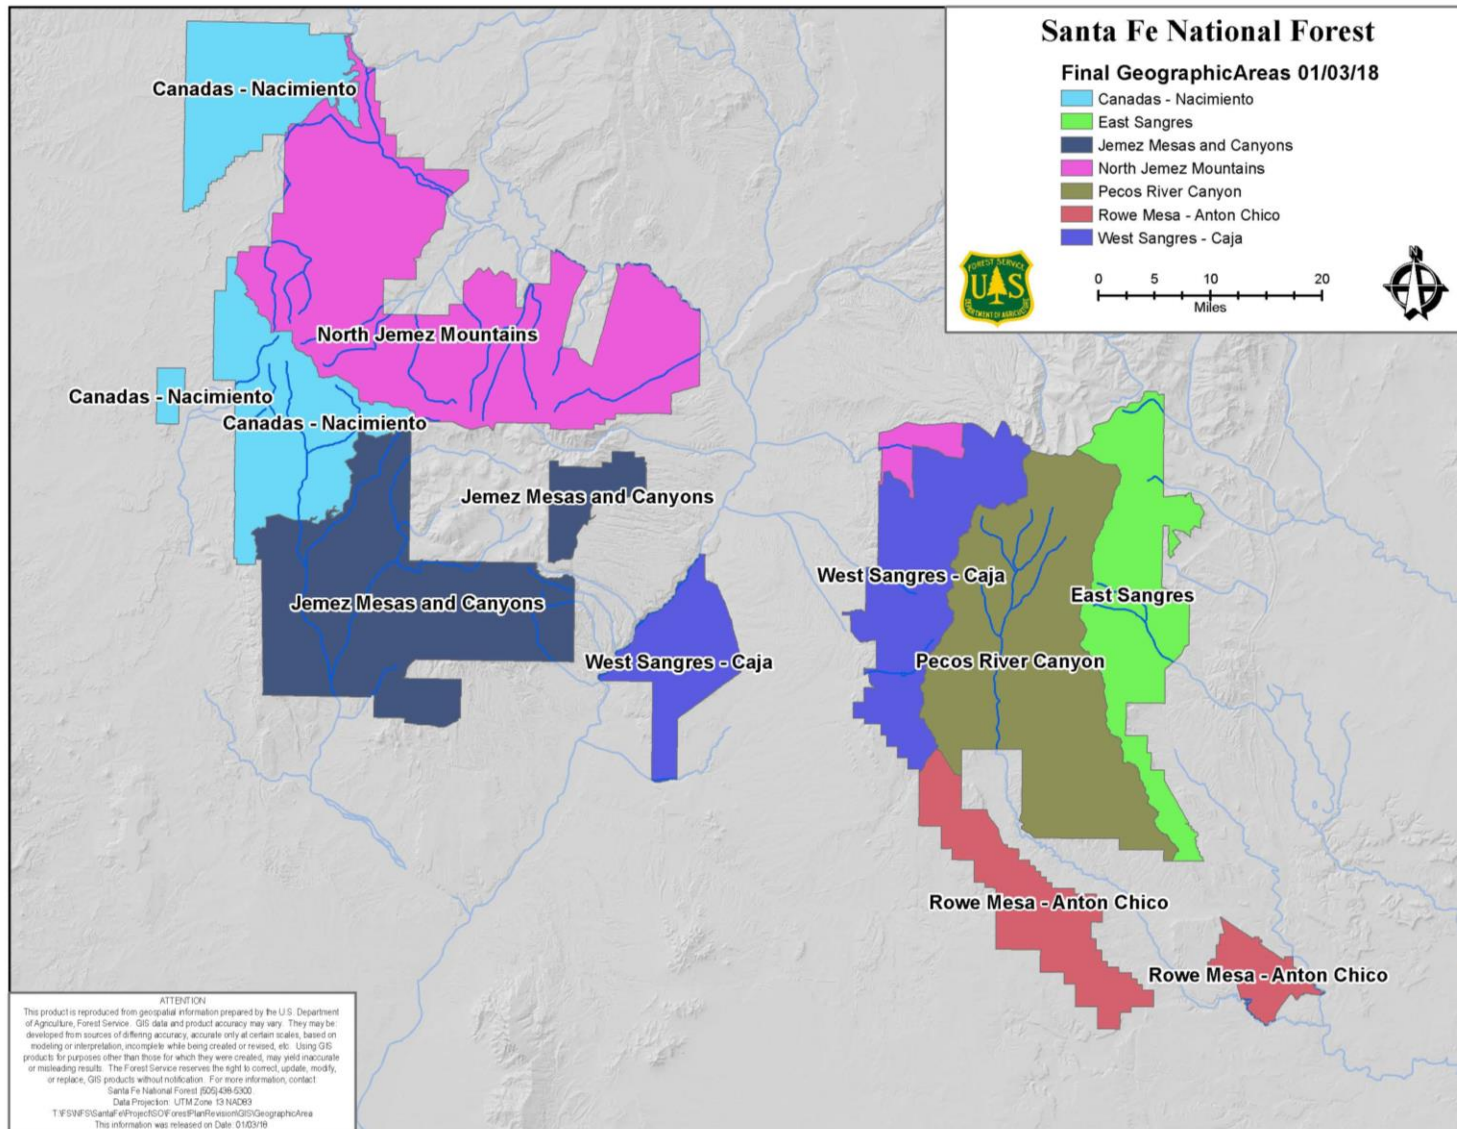 Santa Fe National Forest
Final GeographicAreas 01/03/18
Canadas - Nacimiento
East Sangres
Jemez Mesas and Canyons
North Jemez Mountains
Pecos River Canyon
Rowe Mesa - Anton Chico
West Sangres - Caja
FOREST SERVICE
U S
DEPARTMENT OF AGRICULTURE
0 5 10 20
Miles
N
Canadas - Nacimiento
North Jemez Mountains
Canadas - Nacimiento
Canadas - Nacimiento
Jemez Mesas and Canyons
West Sangres - Caja
Jemez Mesas and Canyons
East Sangres
West Sangres - Caja
Pecos River Canyon
Rowe Mesa - Anton Chico
Rowe Mesa - Anton Chico
ATTENTION
This product is reproduced from geospatial information prepared by the U.S. Department
of Agriculture, Forest Service. GIS data and product accuracy may vary. They may be:
developed from sources of differing accuracy, accurate only at certain scales, based on
modeling or interpretation, incomplete while being created or revised, etc. Using GIS
products for purposes other than those for which they were created, may yield inaccurate
or misleading results. The Forest Service reserves the right to correct, update, modify,
or replace, GIS products without notification. For more information, contact:
Santa Fe National Forest (505)438-5300.
Data Projection: UTM Zone 13 NAD83
This information was released on Date: 01/03/18